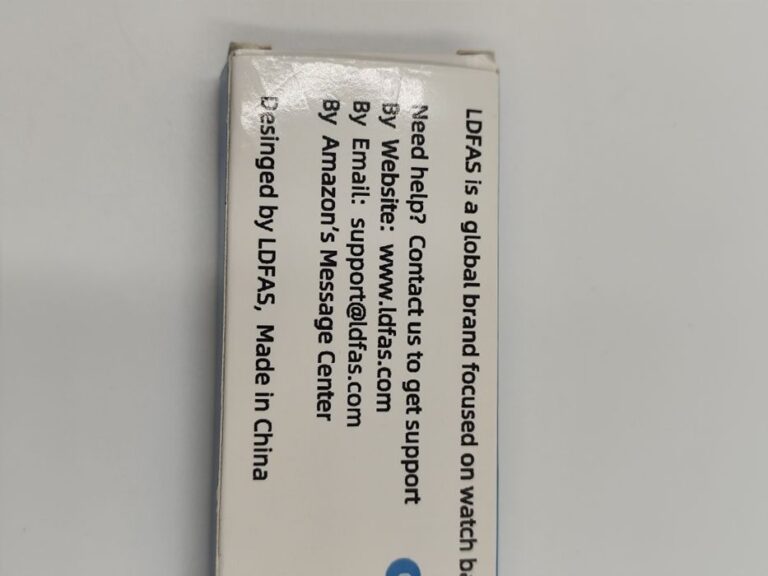 LDFAS is a global brand focused on watch ba
Need help? Contact us to get support
By Website: www.ldfas.com
By Email: support@ldfas.com
By Amazon's Message Center
Desinged by LDFAS, Made in China